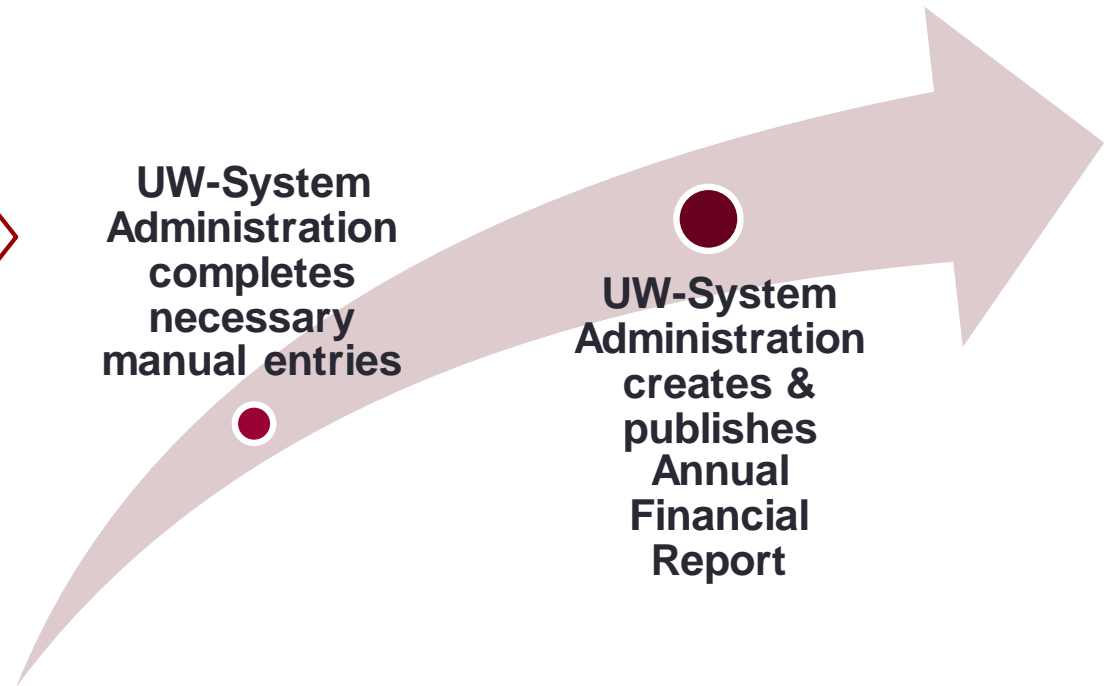 UW-System
Administration
completes
necessary
manual entries
UW-System
Administration
creates &
publishes
Annual
Financial
Report